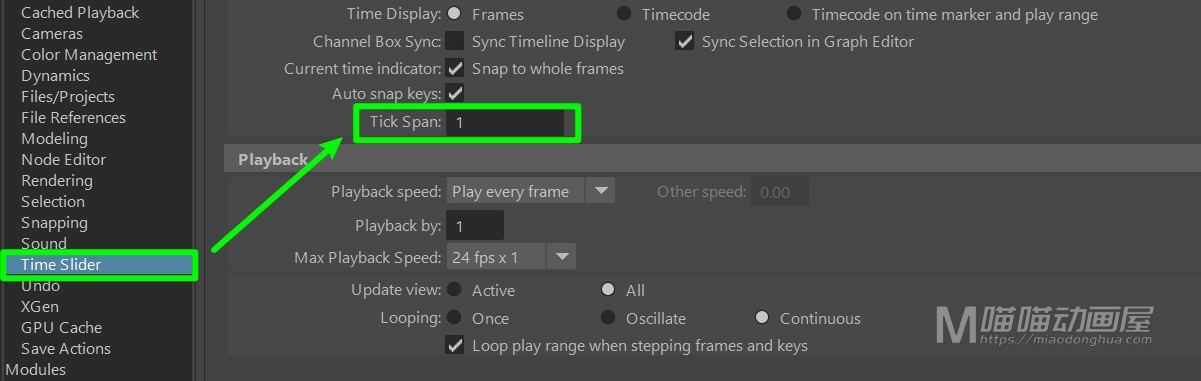 Cached Playback
Cameras
Color Management
Dynamics
Files/Projects
File References
Modeling
Node Editor
Rendering
Selection
Snapping
Sound
Time Slider
Undo
XGen
GPU Cache
Save Actions
Modules
Time Display: Frames Timecode Timecode on time marker and play range
Channel Box Sync: Sync Timeline Display Sync Selection in Graph Editor
Current time indicator: Snap to whole frames
Auto snap keys:
Tick Span: 1
Playback
Playback speed: Play every frame Other speed: 0.00
Playback by: 1
Max Playback Speed: 24 fps x 1
Update view: Active All
Looping: Once Oscillate Continuous
Loop play range when stepping frames and keys
M 喵喵动画屋
https://miaodonghua.com